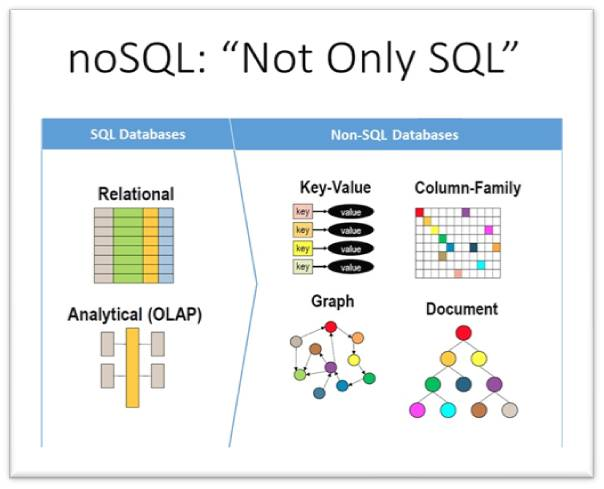 noSQL: “Not Only SQL”
SQL Databases
Non-SQL Databases
Relational
Analytical (OLAP)
Key-Value
key value
key value
key value
key value
Column-Family
Graph
Document